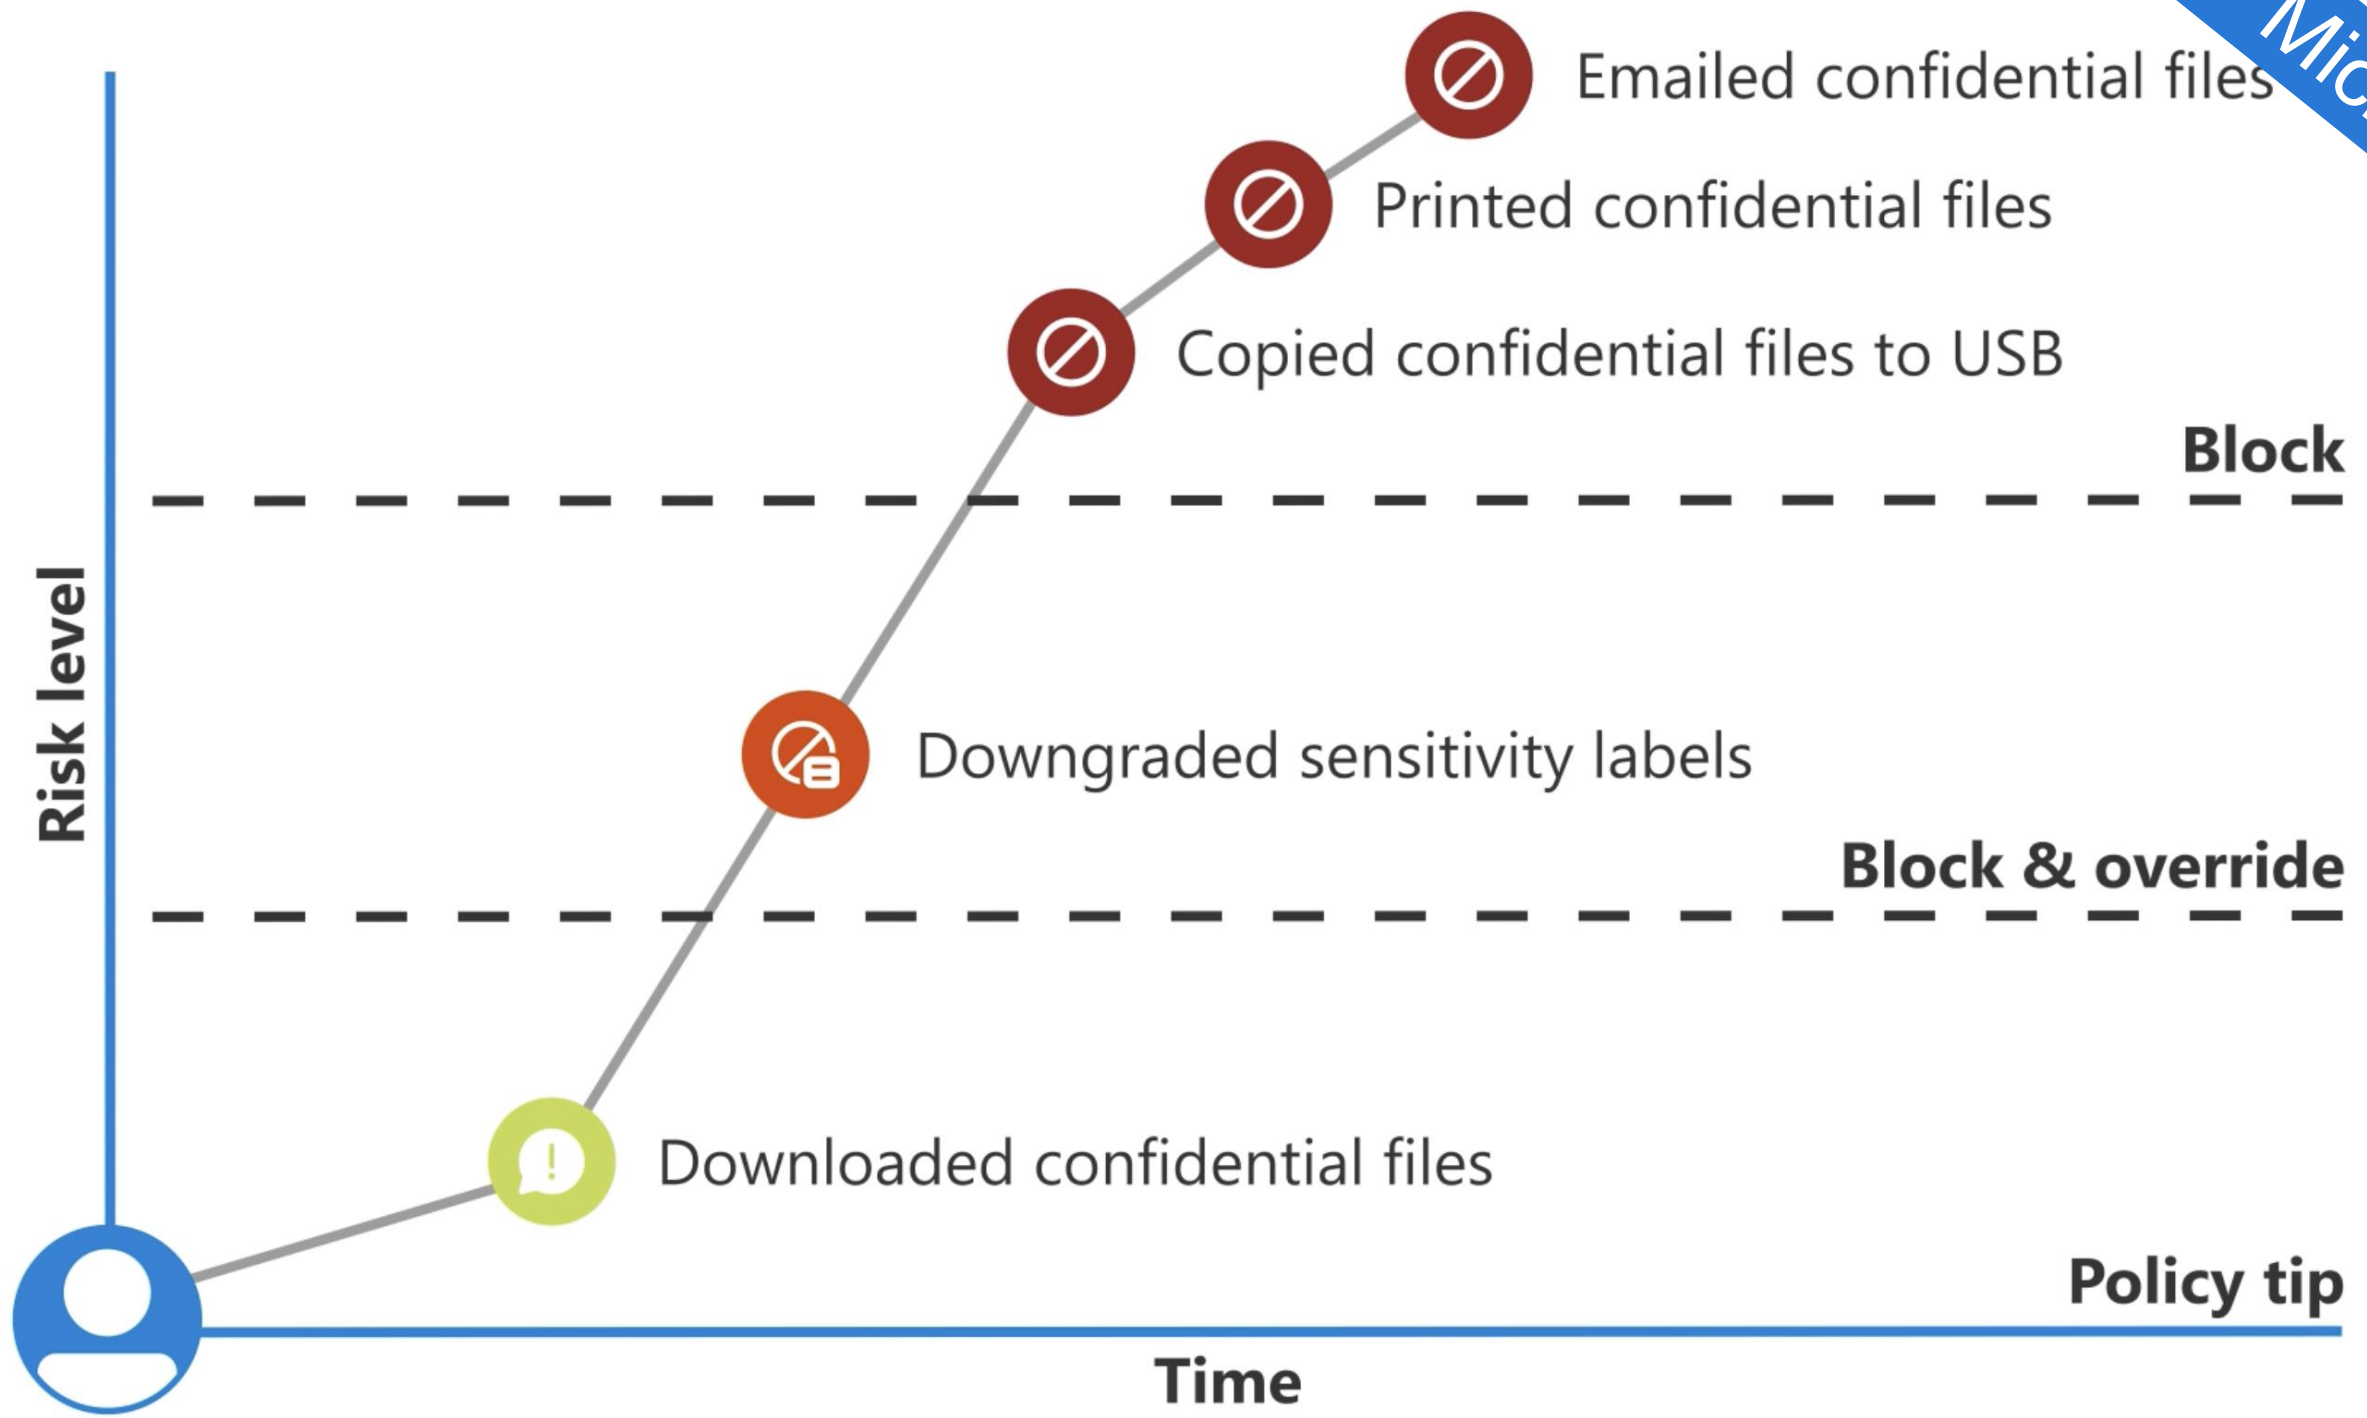 Emailed confidential files
Printed confidential files
Copied confidential files to USB
Block
Risk level
Downgraded sensitivity labels
Block & override
Downloaded confidential files
Policy tip
Time